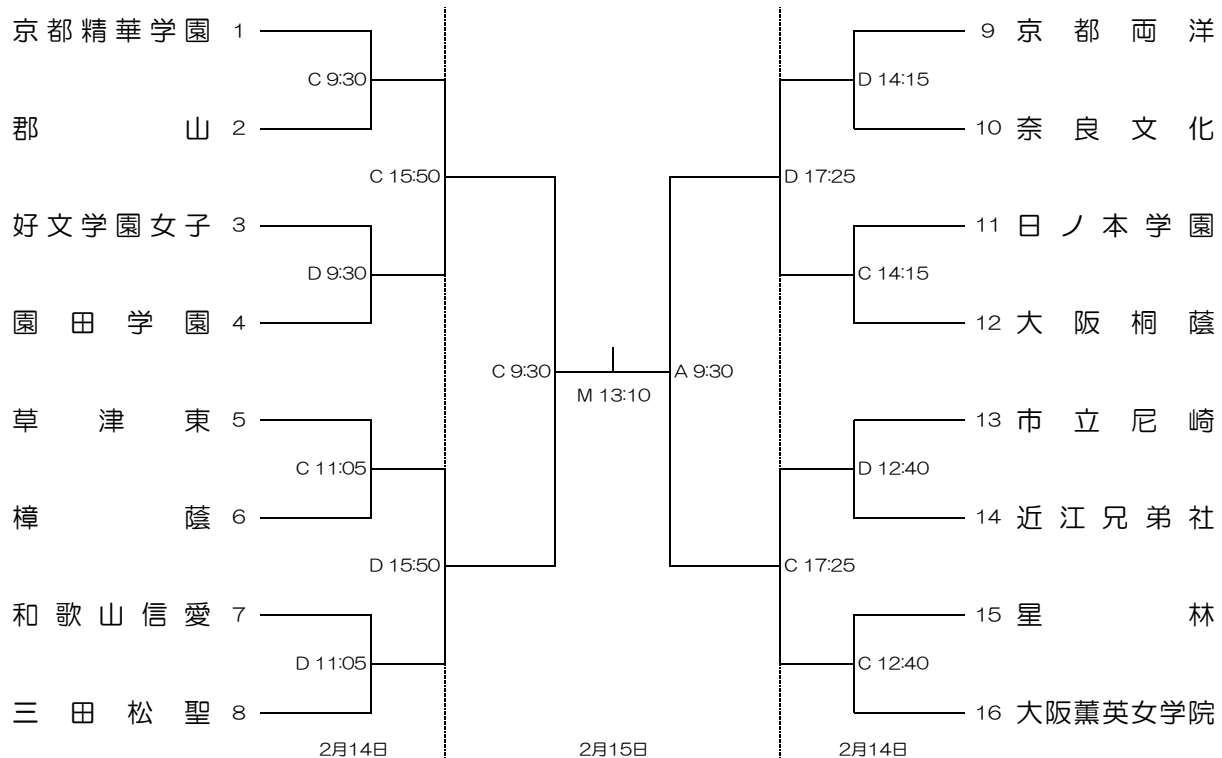 京都精華学園 1
C 9:30
郡山 2
C 15:50
好文学園女子 3
D 9:30
園田学園 4
草津東 5
C 11:05
樟蔭 6
D 15:50
和歌山信愛 7
D 11:05
三田松聖 8
C 9:30
M 13:10
A 9:30
9 京都両洋
D 14:15
10 奈良文化
D 17:25
11 日ノ本学園
C 14:15
12 大阪桐蔭
13 市立尼崎
D 12:40
14 近江兄弟社
C 17:25
15 星林
C 12:40
16 大阪薫英女学院
2月14日
2月15日
2月14日